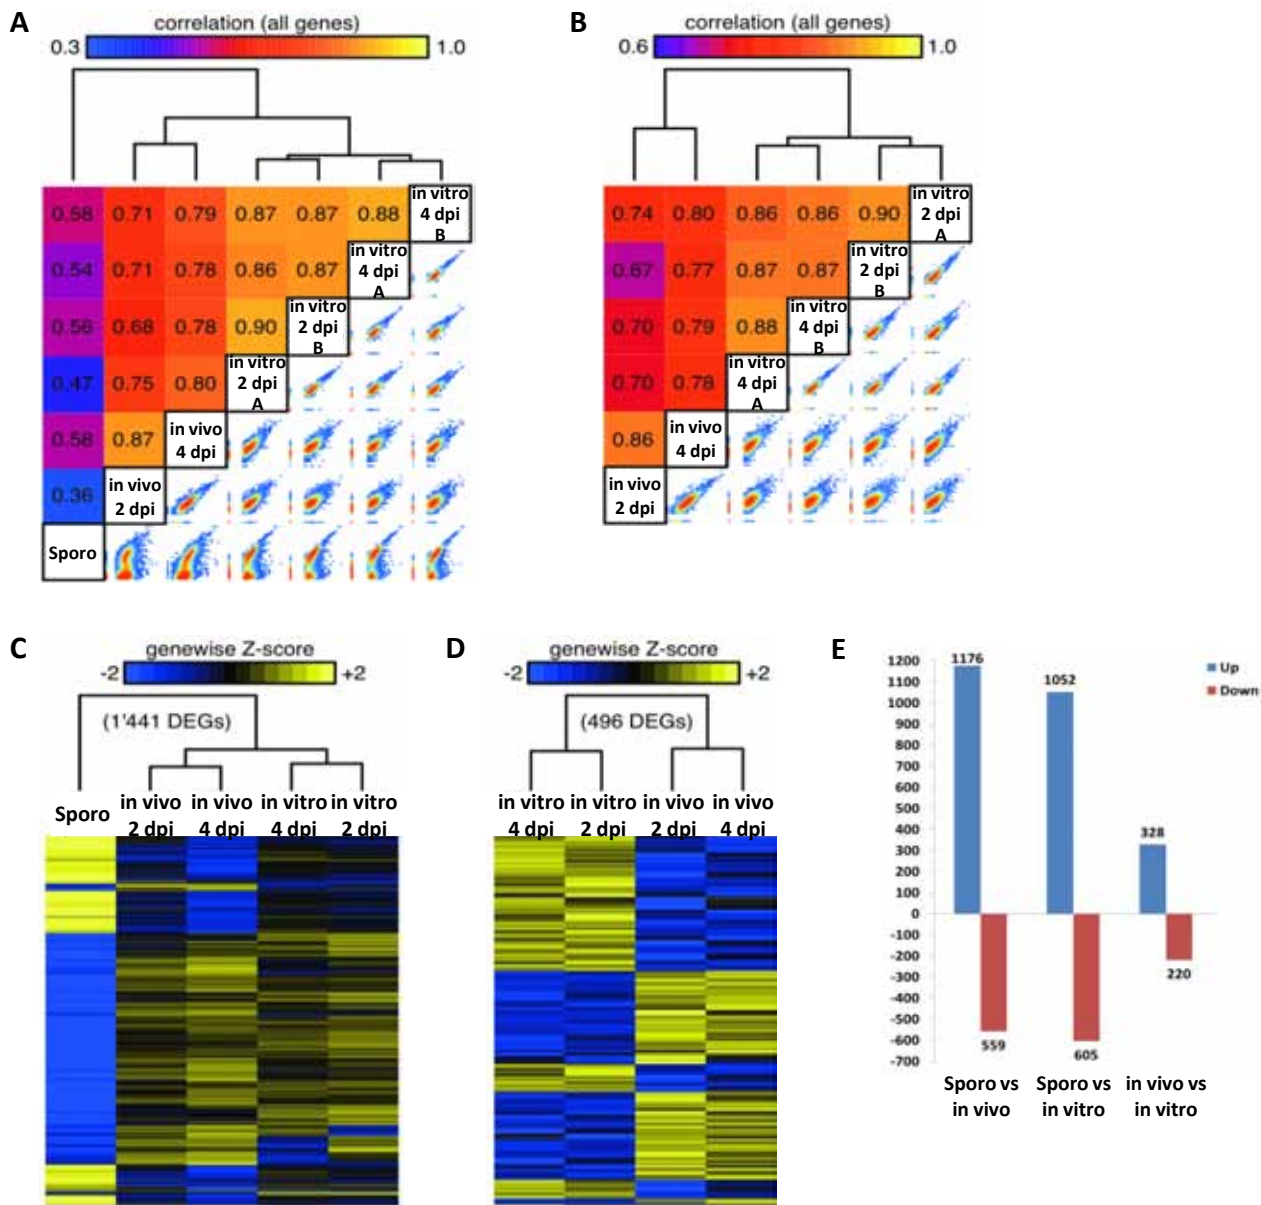 A
correlation (all genes)
0.3
1.0
0.58 0.71 0.79 0.87 0.87 0.88 in vitro
4 dpi
B
0.54 0.71 0.78 0.86 0.87 in vitro
4 dpi
A
0.56 0.68 0.78 0.90 in vitro
2 dpi
B
0.47 0.75 0.80 in vitro
2 dpi
A
0.58 0.87 in vivo
4 dpi
0.36 in vivo
2 dpi
Sporo
B
correlation (all genes)
0.6
1.0
0.74 0.80 0.86 0.86 0.90 in vitro
2 dpi
A
0.67 0.77 0.87 0.87 in vitro
2 dpi
B
0.70 0.79 0.88 in vitro
4 dpi
B
0.70 0.78 in vitro
4 dpi
A
0.86 in vivo
4 dpi
in vivo
2 dpi
C
genewise Z-score
-2
+2
(1'441 DEGs)
Sporo
in vivo
2 dpi
in vivo
4 dpi
in vitro
4 dpi
in vitro
2 dpi
D
genewise Z-score
-2
+2
(496 DEGs)
in vitro
4 dpi
in vitro
2 dpi
in vivo
2 dpi
in vivo
4 dpi
E
1200
1100
1000
900
800
700
600
500
400
300
200
100
0
-100
-200
-300
-400
-500
-600
-700
1176
1052
328
559
605
220
Up
Down
Sporo vs
in vivo
Sporo vs
in vitro
in vivo vs
in vitro